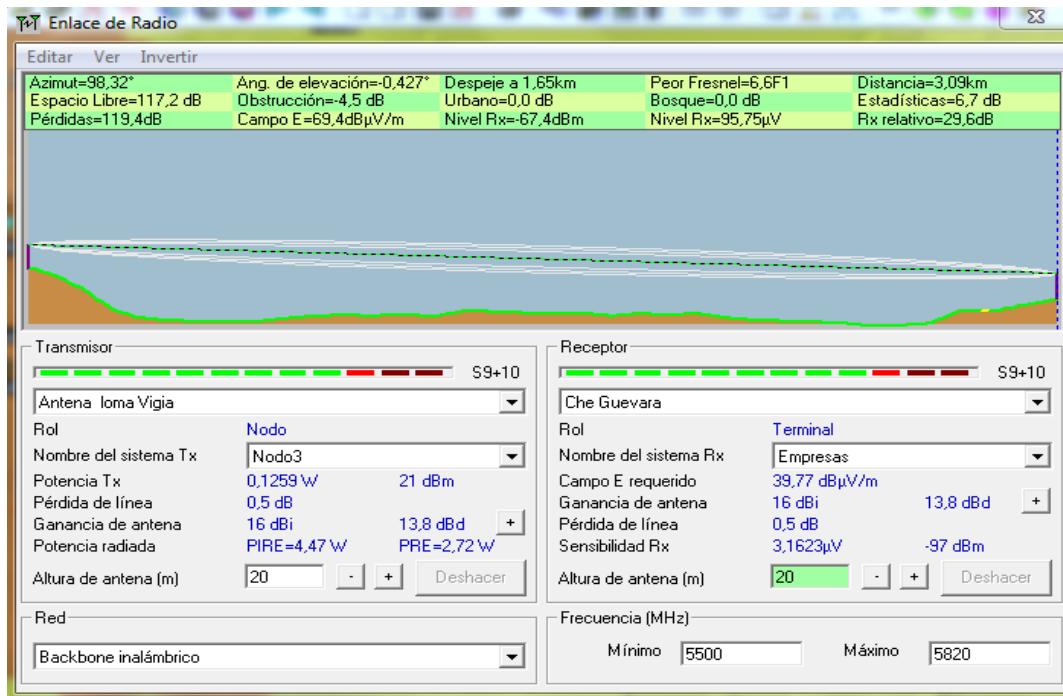 Enlace de Radio
Editar Ver Invertir
Azimut=98,32° Ang. de elevación=-0,427° Despeje a 1,65km Peor Fresnel=6,6F1 Distancia=3,09km
Espacio Libre=117,2 dB Obstrucción=-4,5 dB Urbano=0,0 dB Bosque=0,0 dB Estadísticas=6,7 dB
Pérdidas=119,4dB Campo E=69,4dBµV/m Nivel Rx=-67,4dBm Nivel Rx=95,75µV Rx relativo=29,6dB
Transmisor
S9+10
Antena loma Vigia
Rol Nodo
Nombre del sistema Tx Nodo3
Potencia Tx 0,1259 W 21 dBm
Pérdida de línea 0,5 dB
Ganancia de antena 16 dBi 13,8 dBd +
Potencia radiada PIRE=4,47 W PRE=2,72 W
Altura de antena (m) 20 - + Deshacer
Red
Backbone inalámbrico
Receptor
S9+10
Che Guevara
Rol Terminal
Nombre del sistema Rx Empresas
Campo E requerido 39,77 dBµV/m
Ganancia de antena 16 dBi 13,8 dBd +
Pérdida de línea 0,5 dB
Sensibilidad Rx 3,1623µV -97 dBm
Altura de antena (m) 20 - + Deshacer
Frecuencia (MHz)
Mínimo 5500 Máximo 5820